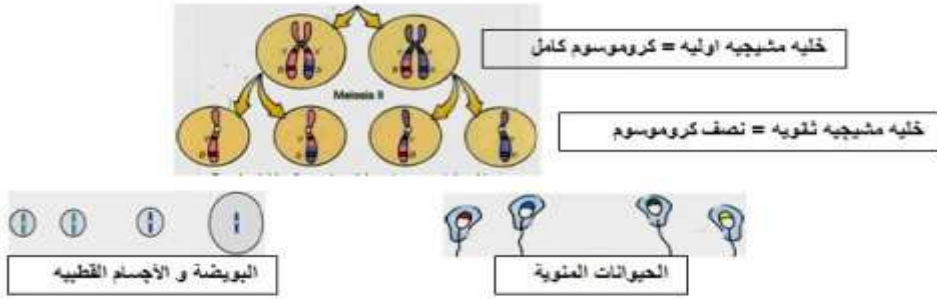 خليه مشيجيه اوليه = كروموسوم كامل
Meiosis II
خليه مشيجيه ثانويه = نصف كروموسوم
البويضة و الأجسام القطبيه
الحيوانات المنوية